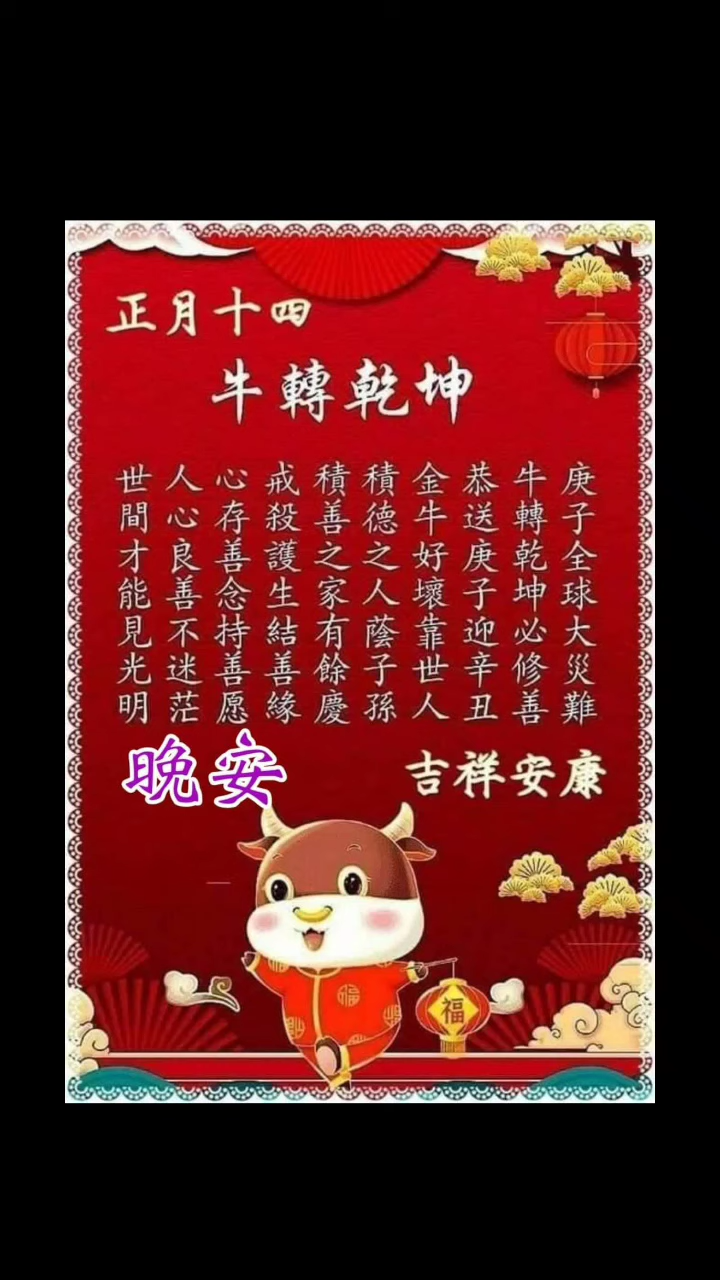 正月十四
牛轉乾坤
庚子全球大災難
牛轉乾坤必修善
恭送庚子迎辛丑
金牛好壞靠世人
積德之人蔭子孫
積善之家有餘慶
戒殺護生結善緣
心存善念持善愿
人心良善不迷茫
世間才能見光明
吉祥安康
晚安
福